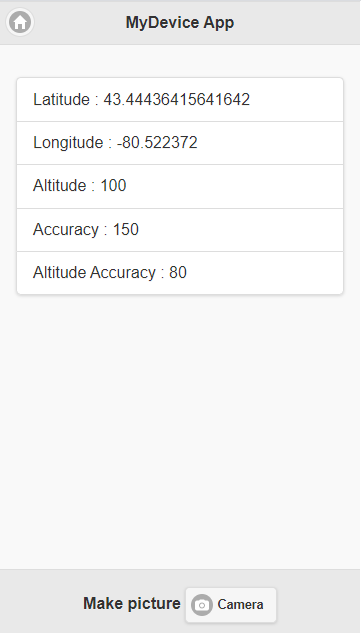 MyDevice App
Latitude : 43.44436415641642
Longitude : -80.522372
Altitude : 100
Accuracy : 150
Altitude Accuracy : 80
Make picture Camera